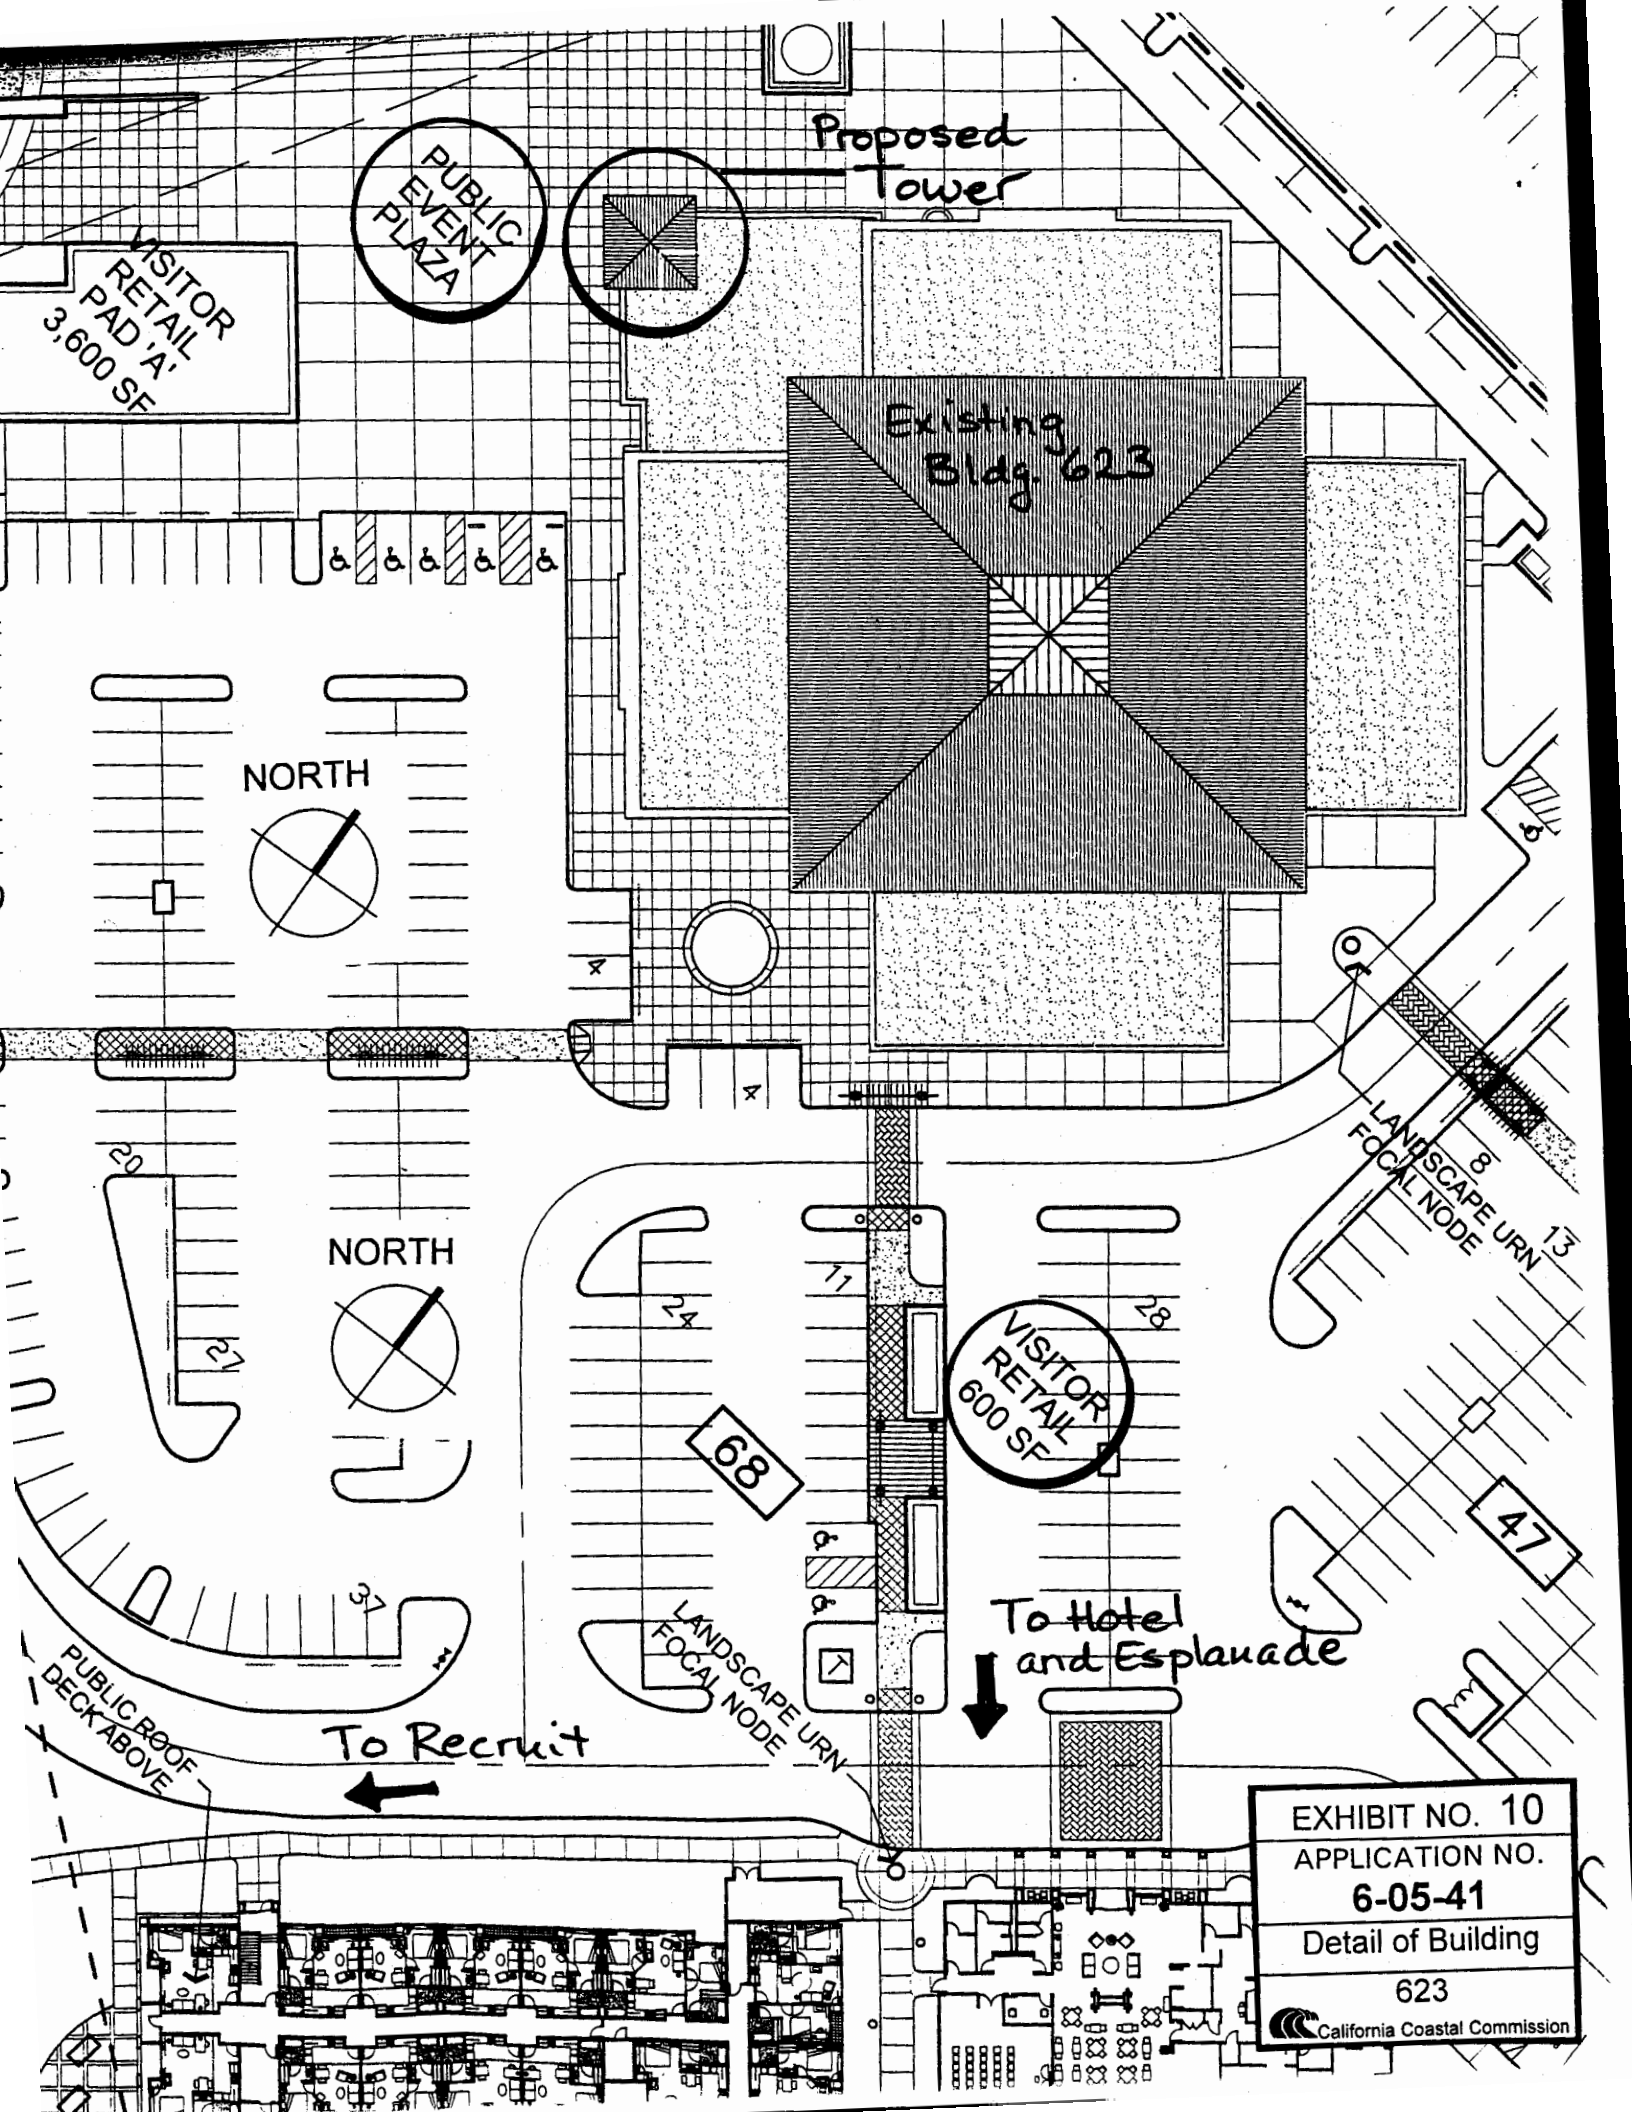 Proposed
Tower
PUBLIC
EVENT
PLAZA
VISITOR
RETAIL
PAD 'A'
3,600 SF
Existing
Bldg. 623
NORTH
4
4
20
NORTH
27
24
11
28
LANDSCAPE URN
FOCAL NODE
8
13
VISITOR
RETAIL
600 SF
68
47
37
LANDSCAPE URN
FOCAL NODE
To Hotel
and Esplanade
PUBLIC ROOF
DECK ABOVE
To Recruit
EXHIBIT NO. 10
APPLICATION NO.
6-05-41
Detail of Building
623
California Coastal Commission